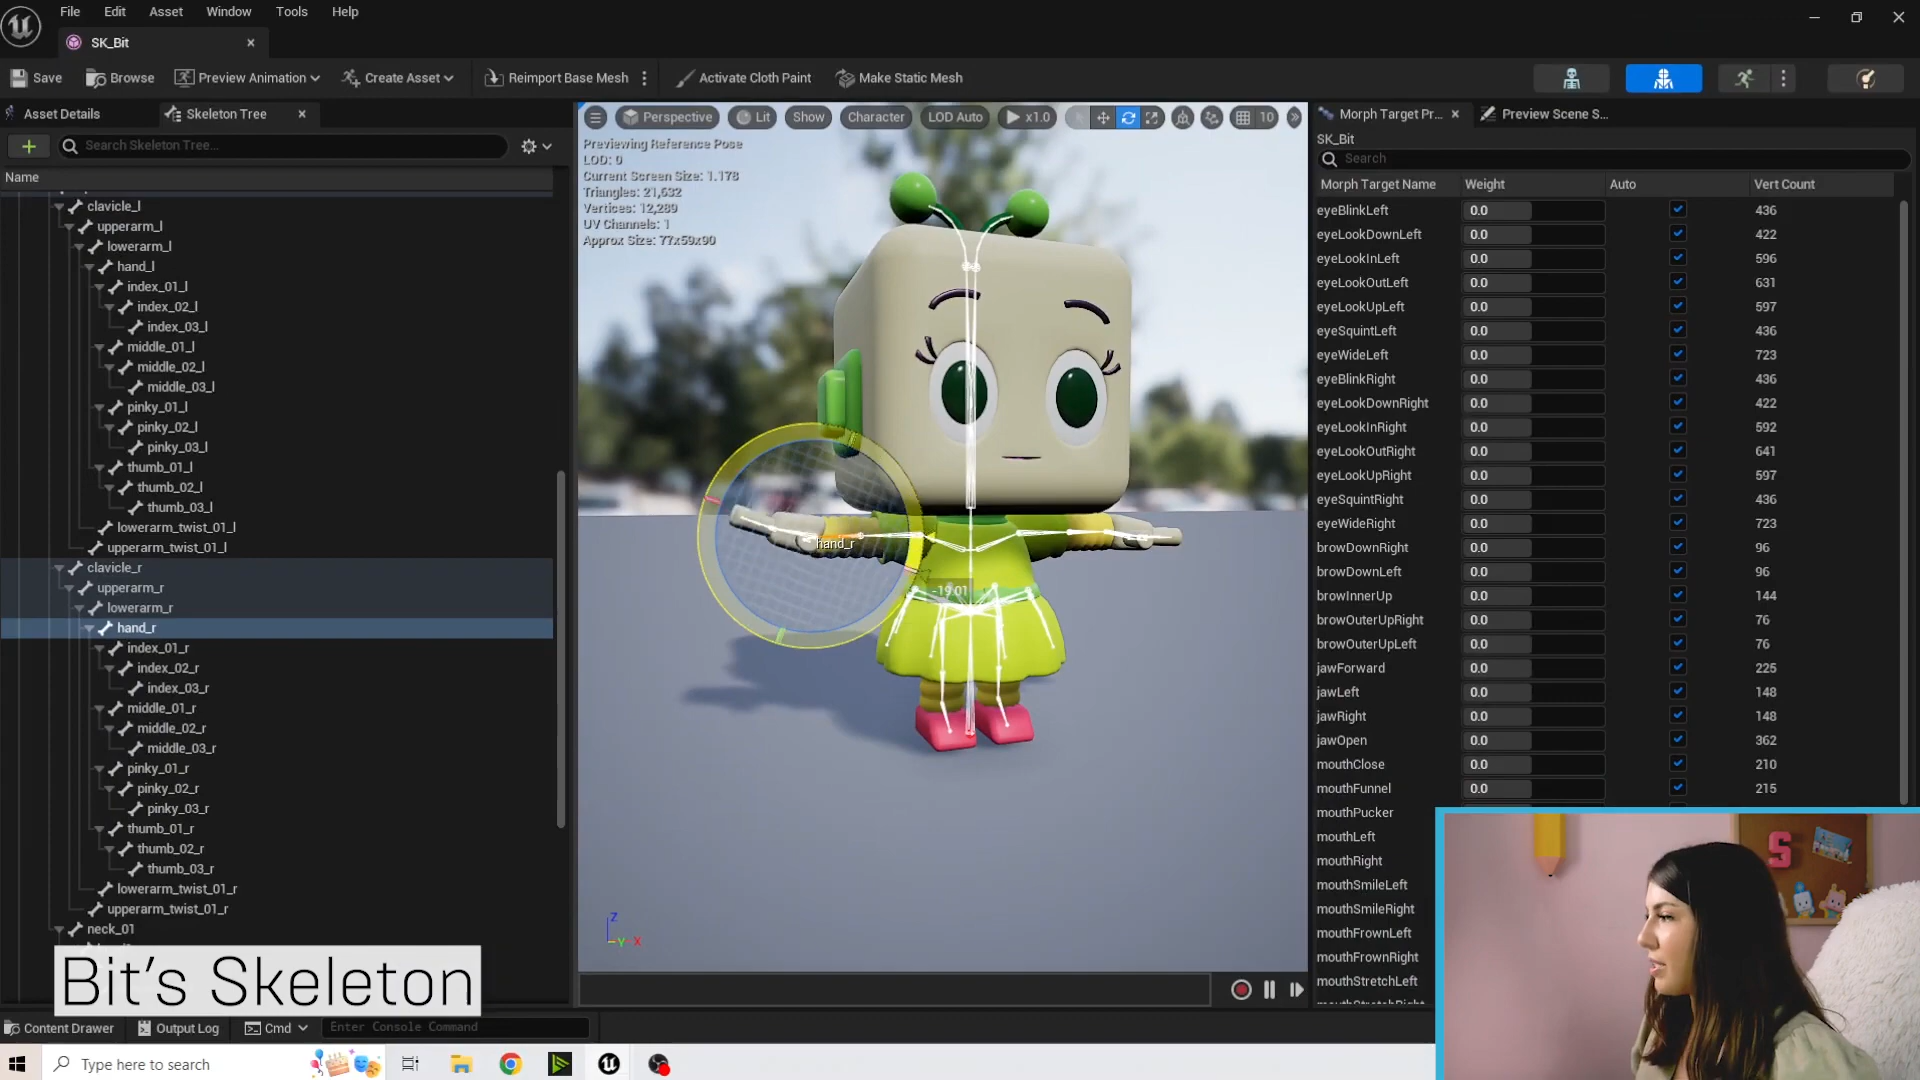 File Edit Asset Window Tools Help
SK_Bit
Save Browse Preview Animation Create Asset Reimport Base Mesh Activate Cloth Paint Make Static Mesh
Asset Details Skeleton Tree
Search Skeleton Tree...
Name
clavicle_l
upperarm_l
lowerarm_l
hand_l
index_01_l
index_02_l
index_03_l
middle_01_l
middle_02_l
middle_03_l
pinky_01_l
pinky_02_l
pinky_03_l
thumb_01_l
thumb_02_l
thumb_03_l
lowerarm_twist_01_l
upperarm_twist_01_l
clavicle_r
upperarm_r
lowerarm_r
hand_r
index_01_r
index_02_r
index_03_r
middle_01_r
middle_02_r
middle_03_r
pinky_01_r
pinky_02_r
pinky_03_r
thumb_01_r
thumb_02_r
thumb_03_r
lowerarm_twist_01_r
upperarm_twist_01_r
neck_01
Bit's Skeleton
Perspective Lit Show Character LOD Auto x1.0 10
Previewing Reference Pose
LOD: 0
Current Screen Size: 1.178
Triangles: 21,632
Vertices: 12,289
UV Channels: 1
Approx Size: 77x59x90
hand_r
-19.01
Z
Y X
Morph Target Pr... Preview Scene S...
SK_Bit
Search
Morph Target Name Weight Auto Vert Count
eyeBlinkLeft 0.0 436
eyeLookDownLeft 0.0 422
eyeLookInLeft 0.0 596
eyeLookOutLeft 0.0 631
eyeLookUpLeft 0.0 597
eyeSquintLeft 0.0 436
eyeWideLeft 0.0 723
eyeBlinkRight 0.0 436
eyeLookDownRight 0.0 422
eyeLookInRight 0.0 592
eyeLookOutRight 0.0 641
eyeLookUpRight 0.0 597
eyeSquintRight 0.0 436
eyeWideRight 0.0 723
browDownRight 0.0 96
browDownLeft 0.0 96
browInnerUp 0.0 144
browOuterUpRight 0.0 76
browOuterUpLeft 0.0 76
jawForward 0.0 225
jawLeft 0.0 148
jawRight 0.0 148
jawOpen 0.0 362
mouthClose 0.0 210
mouthFunnel 0.0 215
mouthPucker
mouthLeft
mouthRight
mouthSmileLeft
mouthSmileRight
mouthFrownLeft
mouthFrownRight
mouthStretchLeft
mouthStretchRight
S
Content Drawer Output Log Cmd Enter Console Command
Type here to search